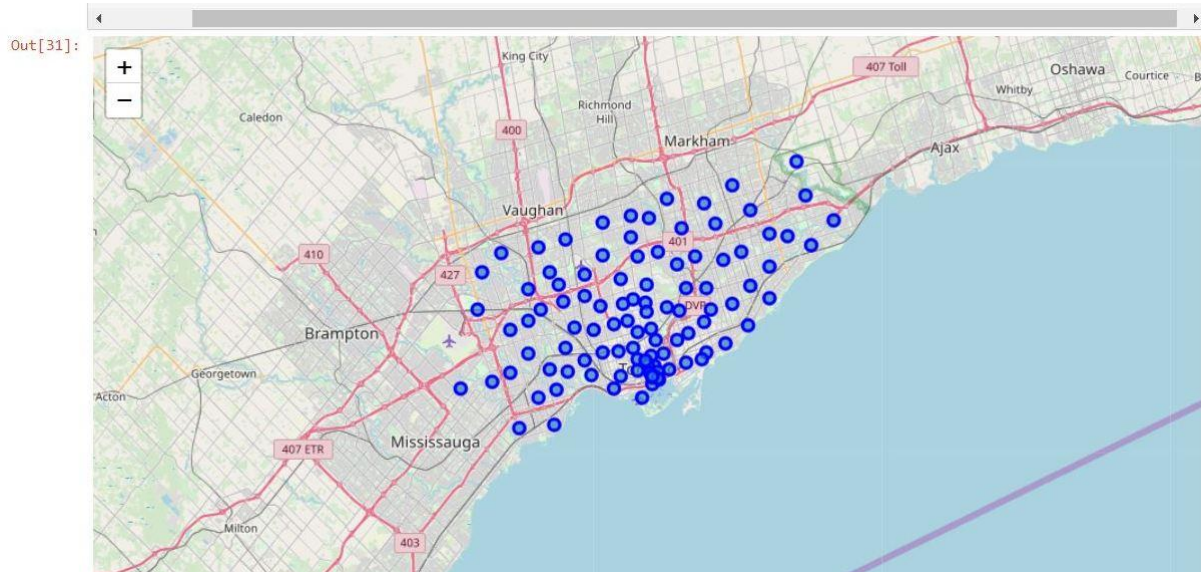 Out[31]:
+
−
King City
407 Toll
Oshawa
Courtice
Whitby
Richmond
Hill
Caledon
400
Markham
Ajax
Vaughan
401
410
427
DVP
Brampton
Georgetown
Acton
Mississauga
407 ETR
Milton
403